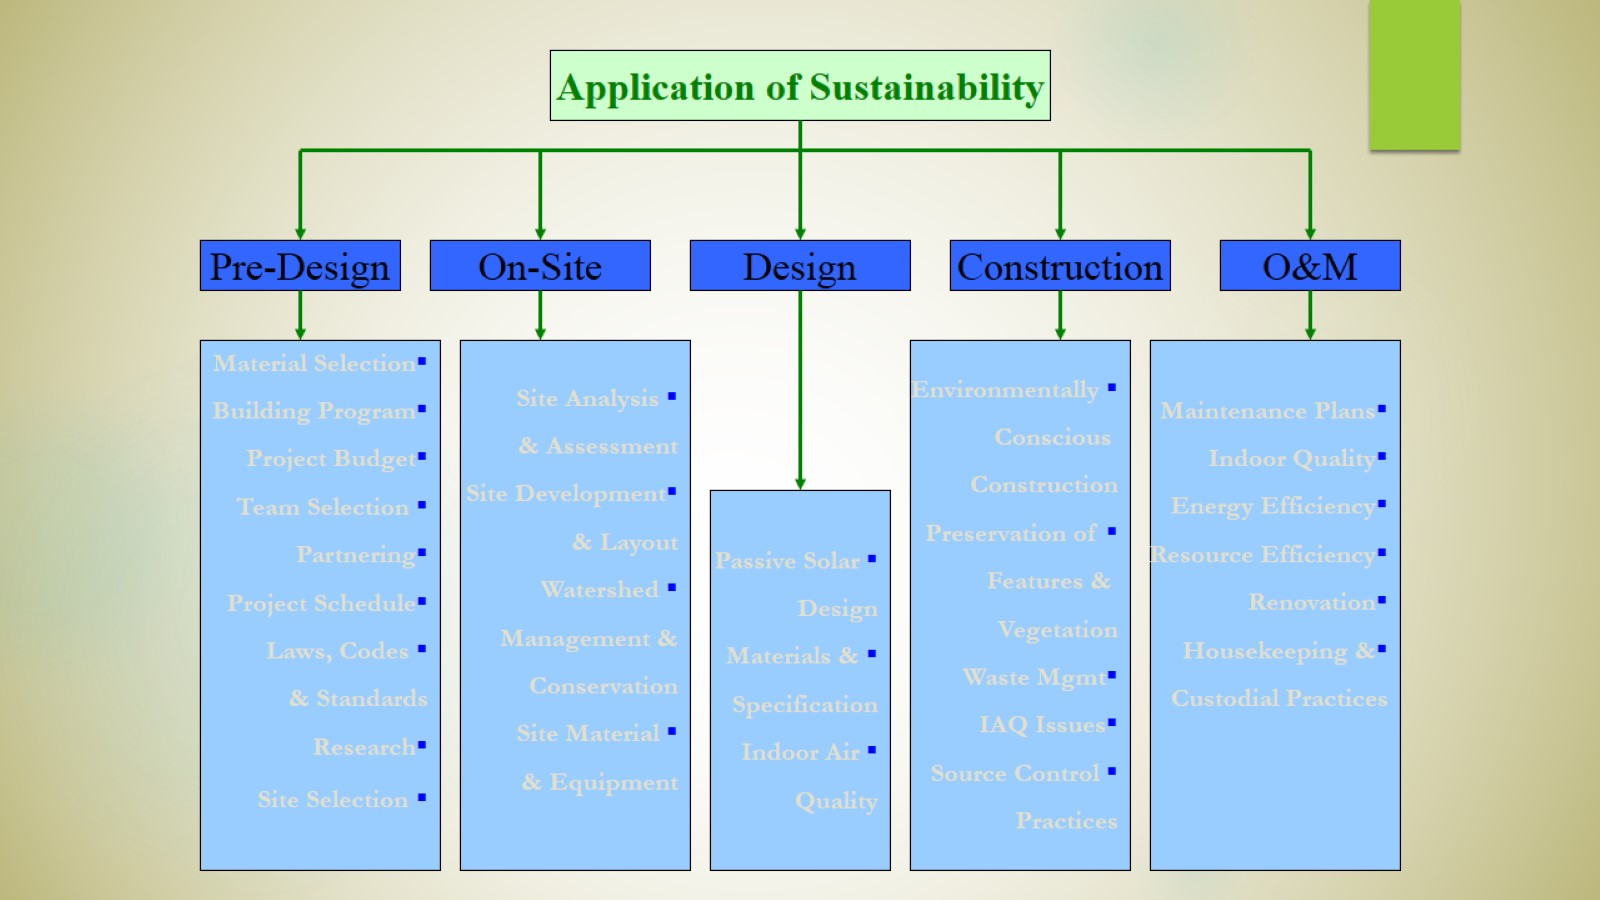 Application of Sustainability
Pre-Design
On-Site
Design
Construction
O&M
Material Selection▪
Building Program▪
Project Budget▪
Team Selection ▪
Partnering▪
Project Schedule▪
Laws, Codes ▪
& Standards
Research▪
Site Selection ▪
Site Analysis ▪
& Assessment
Site Development▪
& Layout
Watershed ▪
Management &
Conservation
Site Material ▪
& Equipment
Passive Solar ▪
Design
Materials & ▪
Specification
Indoor Air ▪
Quality
Environmentally ▪
Conscious
Construction
Preservation of ▪
Features &
Vegetation
Waste Mgmt▪
IAQ Issues▪
Source Control ▪
Practices
Maintenance Plans▪
Indoor Quality▪
Energy Efficiency▪
Resource Efficiency▪
Renovation▪
Housekeeping &▪
Custodial Practices